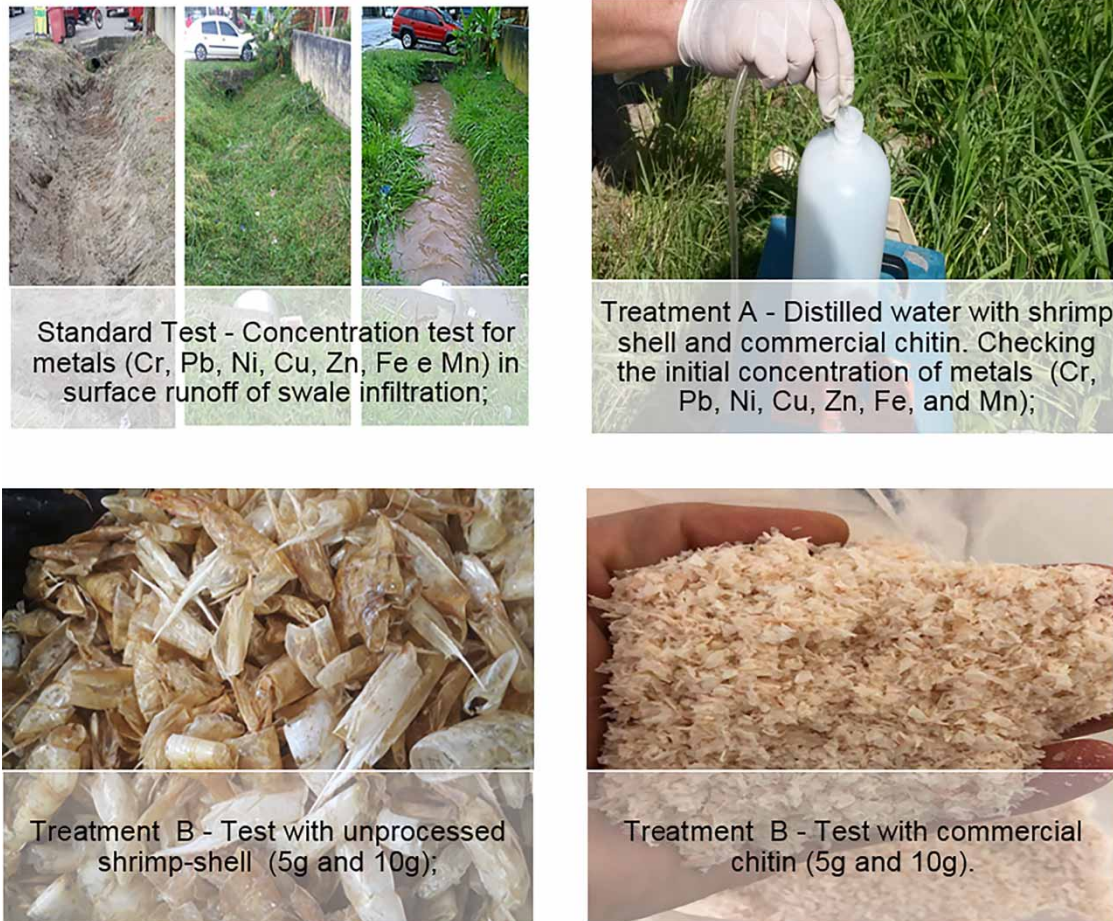 Standard Test - Concentration test for
metals (Cr, Pb, Ni, Cu, Zn, Fe e Mn) in
surface runoff of swale infiltration;
Treatment A - Distilled water with shrimp
shell and commercial chitin. Checking
the initial concentration of metals (Cr,
Pb, Ni, Cu, Zn, Fe, and Mn);
Treatment B - Test with unprocessed
shrimp-shell (5g and 10g);
Treatment B - Test with commercial
chitin (5g and 10g).